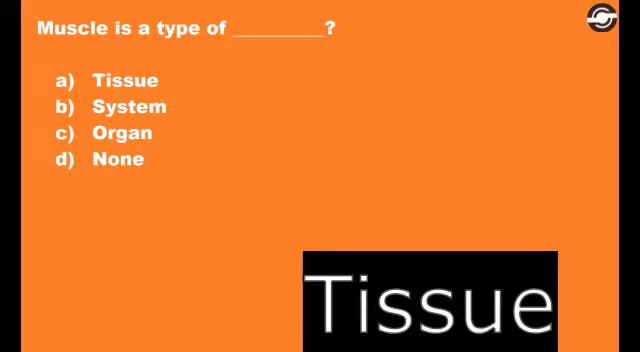 Muscle is a type of __________?
a) Tissue
b) System
c) Organ
d) None
Tissue